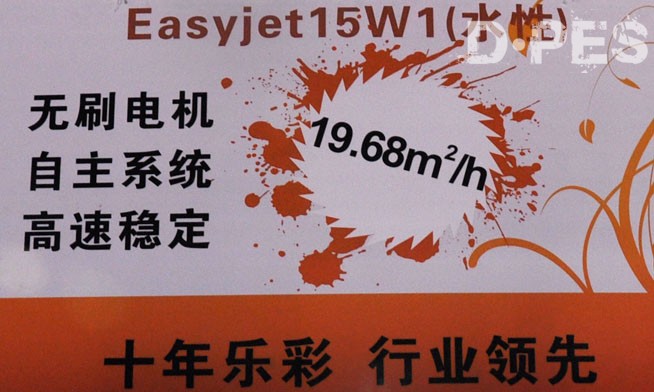 Easyjet15W1(水性)
D·PES
无刷电机
自主系统
高速稳定
19.68m²/h
十年乐彩 行业领先